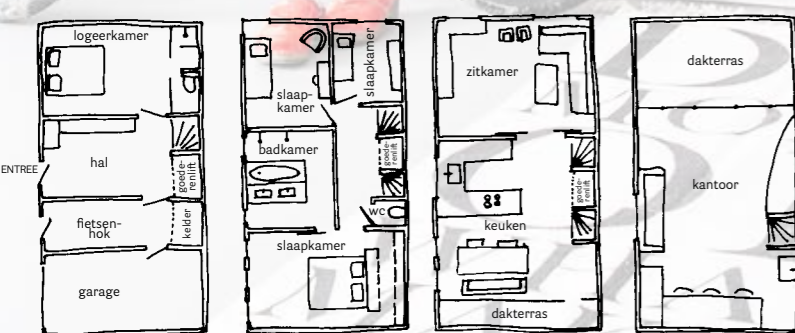 logeerkamer
ENTREE
hal
goede-
renlift
fietsen-
hok
kelder
garage
slaap-
kamer
slaapkamer
badkamer
goede-
renlift
wc
slaapkamer
zitkamer
goede-
renlift
keuken
dakterras
dakterras
kantoor